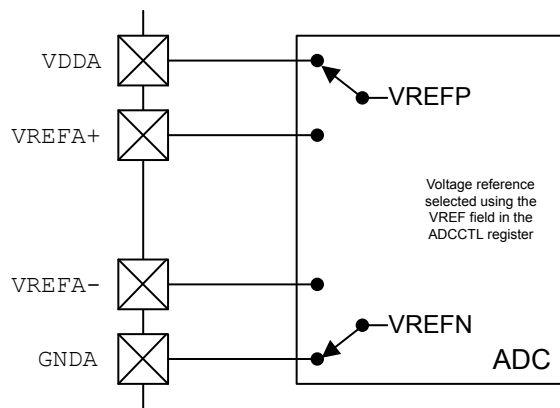 VDDA
VREFP
VREFA+
Voltage reference
selected using the
VREF field in the
ADCCTL register
VREFA-
VREFN
GNDA
ADC